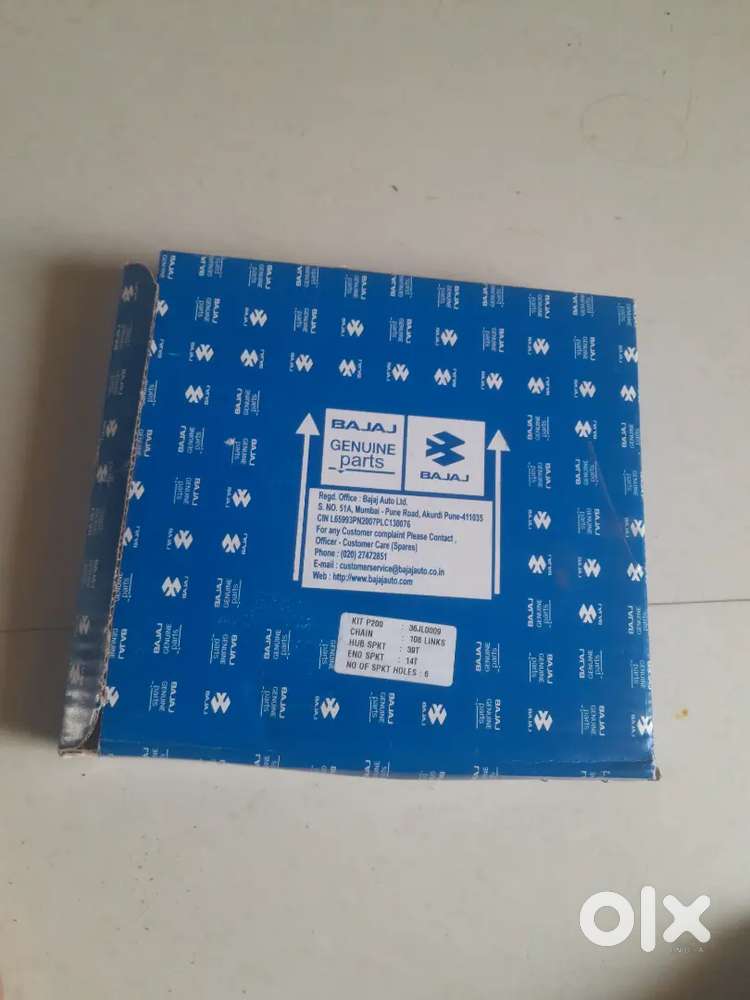 BAJAJ
GENUINE
parts
BAJAJ
Regd. Office : Bajaj Auto Ltd.
S. NO. 51A, Mumbai - Pune Road, Akurdi Pune-411035
CIN L65993PN2007PLC130076
For any Customer complaint Please Contact ,
Officer - Customer Care (Spares)
Phone : (020) 27472851
E-mail : customerservice@bajajauto.co.in
Web : http://www.bajajauto.com
KIT P200 : 36JL0009
CHAIN : 108 LINKS
HUB SPKT : 39T
END SPKT : 14T
NO OF SPKT HOLES : 6
olx